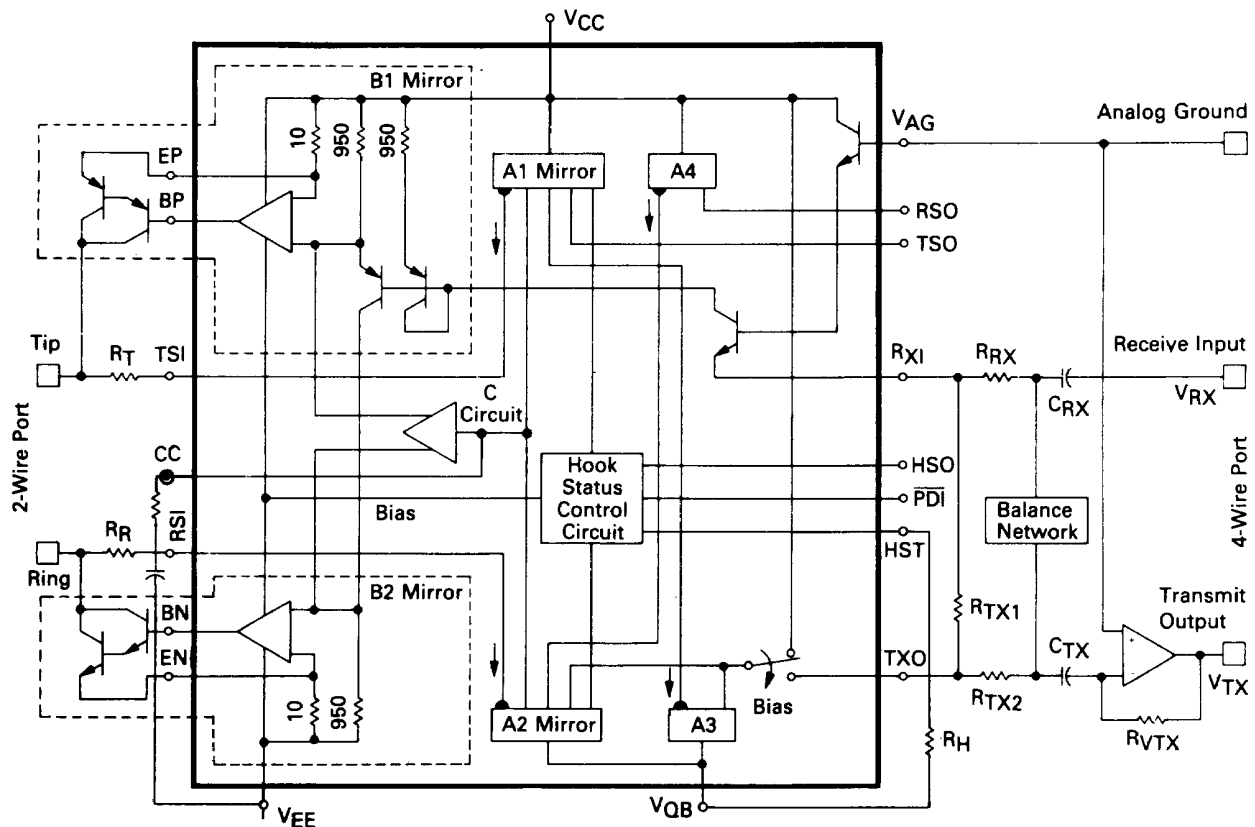 VCC
B1 Mirror
10
950
950
EP
BP
A1 Mirror
A4
VAG
Analog Ground
RSO
TSO
Tip
RT
TSI
RXI
RRX
Receive Input
CRX
VRX
C
Circuit
2-Wire Port
4-Wire Port
CC
Hook
Status
Control
Circuit
HSO
PDI
HST
Balance
Network
Bias
RR
RSI
Ring
B2 Mirror
BN
EN
10
950
RTX1
Transmit
Output
TXO
RTX2
CTX
+
-
VTX
RVTX
Bias
A2 Mirror
A3
RH
VEE
VQB